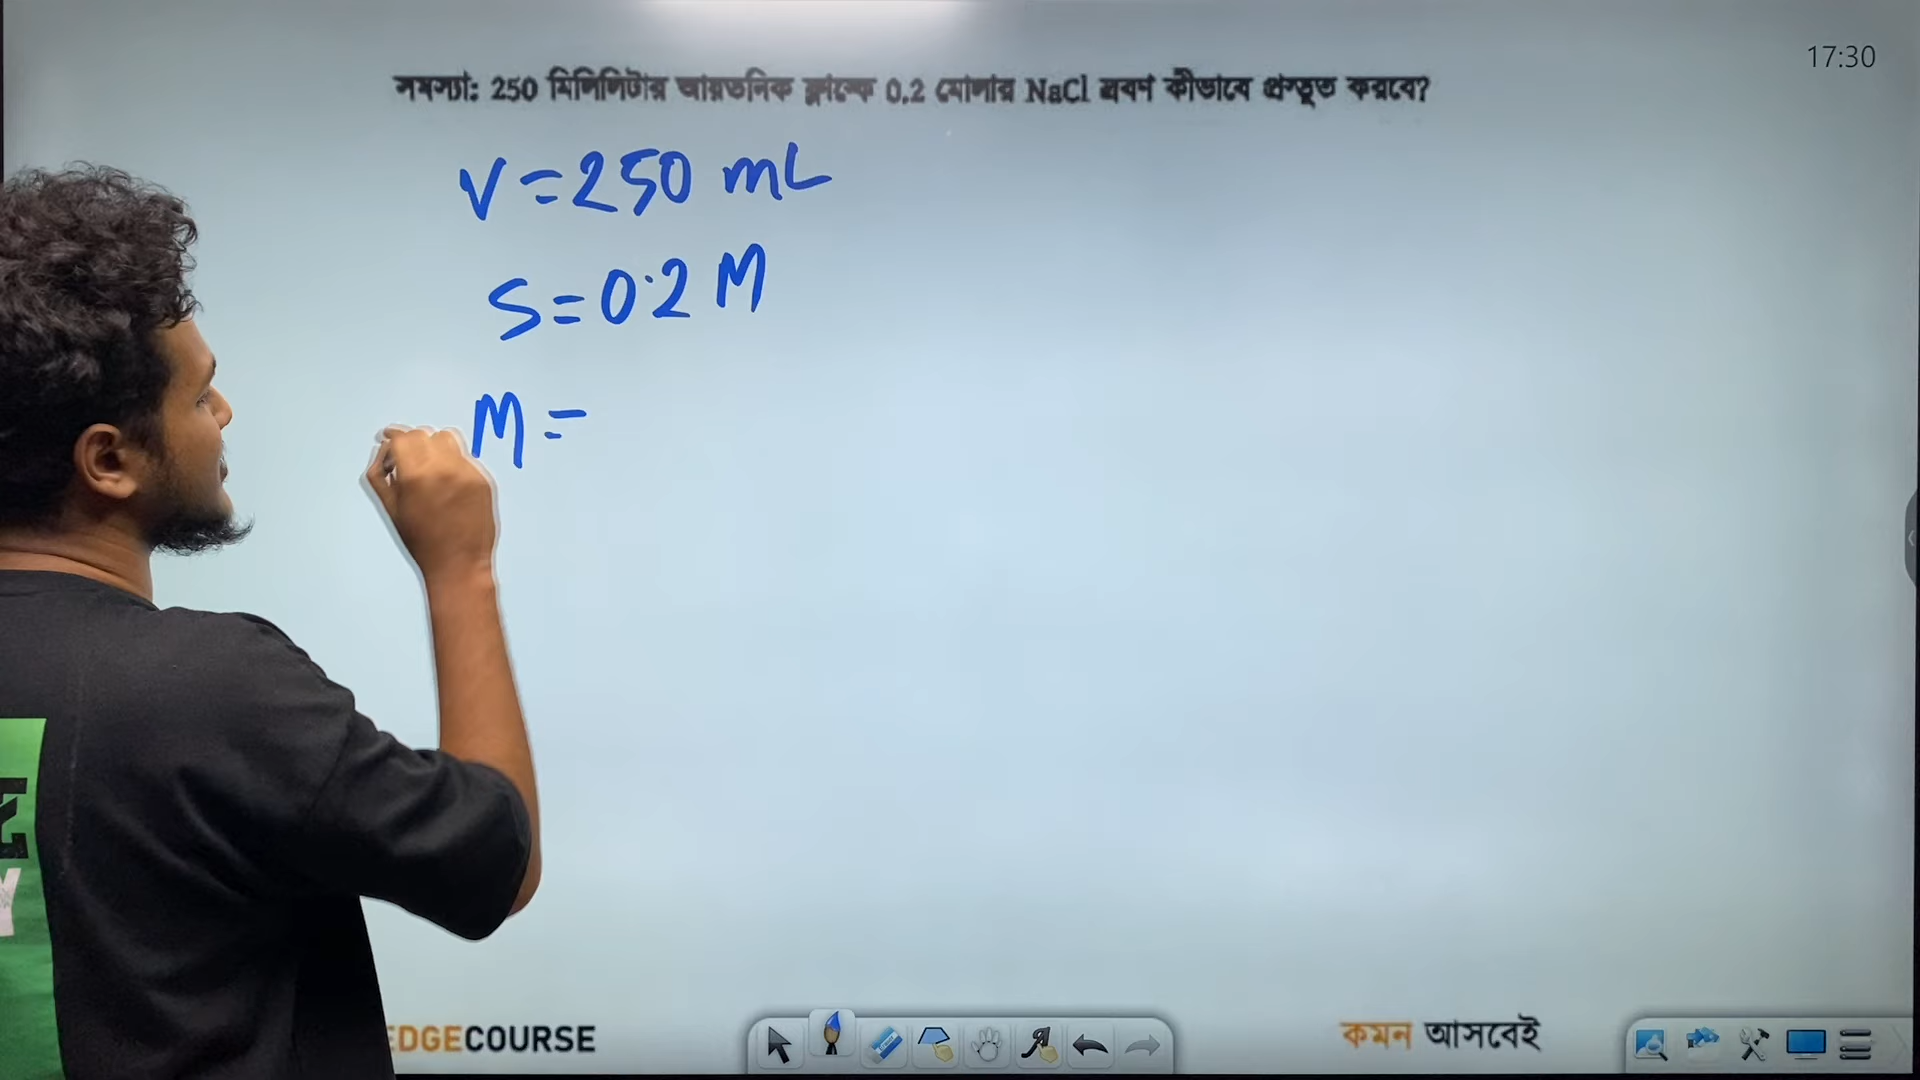 17:30
সমস্যা: 250 মিলিলিটার আয়তনিক ফ্লাস্কে 0.2 মোলার NaCl দ্রবণ কীভাবে প্রস্তুত করবে?
V = 250 mL
S = 0.2 M
M =
EDGECOURSE
কমন আসবেই